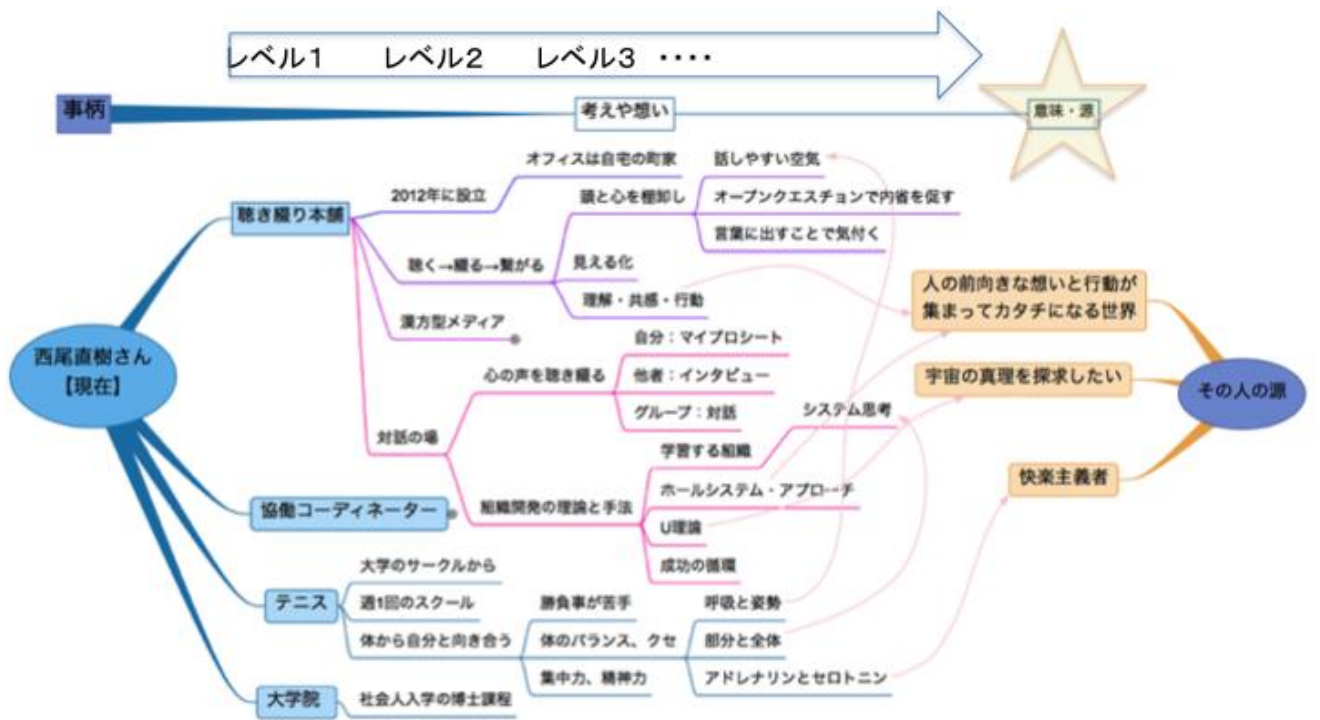 レベル1 レベル2 レベル3 ････
事柄
考えや想い
意味・源
西尾直樹さん
【現在】
聴き綴り本舗
2012年に設立
オフィスは自宅の町家
聴く→綴る→繋がる
頭と心を棚卸し
話しやすい空気
オープンクエスチョンで内省を促す
言葉に出すことで気付く
見える化
理解・共感・行動
漢方型メディア
対話の場
心の声を聴き綴る
自分：マイプロシート
他者：インタビュー
グループ：対話
組織開発の理論と手法
学習する組織
システム思考
ホールシステム・アプローチ
U理論
成功の循環
協働コーディネーター
テニス
大学のサークルから
週1回のスクール
体から自分と向き合う
勝負事が苦手
体のバランス、クセ
呼吸と姿勢
部分と全体
アドレナリンとセロトニン
集中力、精神力
大学院
社会人入学の博士課程
人の前向きな想いと行動が
集まってカタチになる世界
宇宙の真理を探求したい
快楽主義者
その人の源